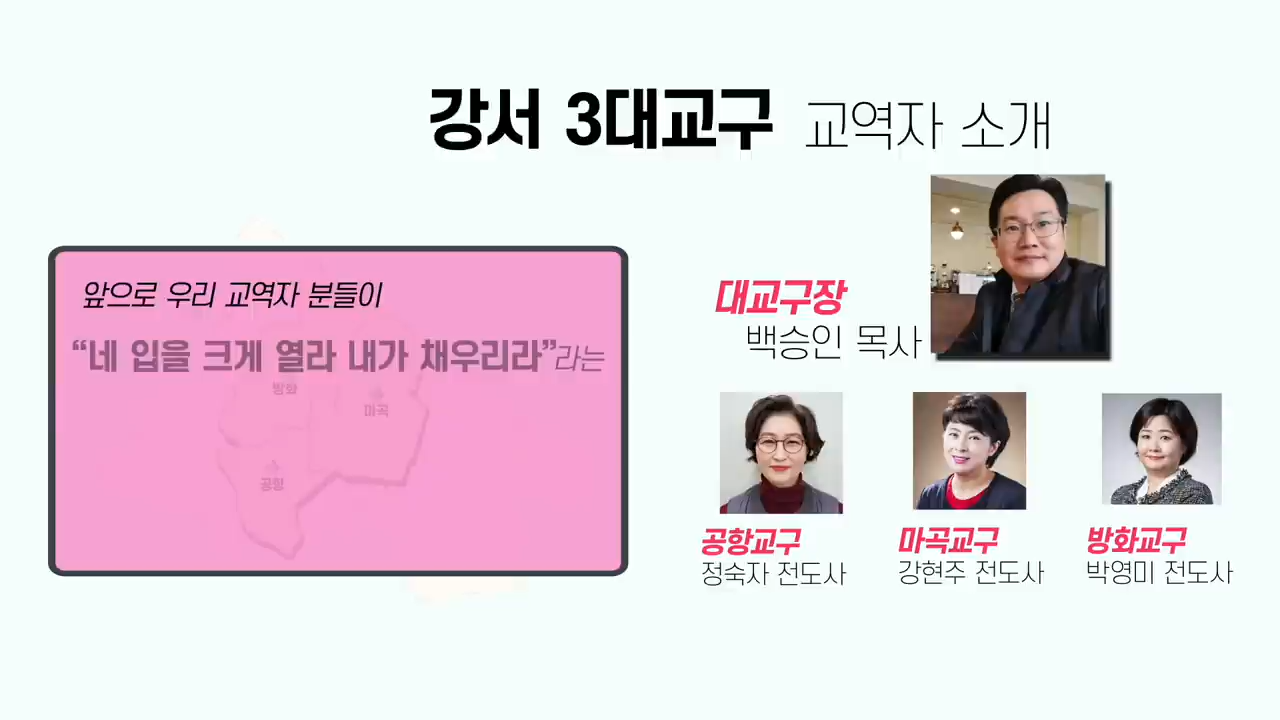 강서 3대교구 교역자 소개
앞으로 우리 교역자 분들이
“네 입을 크게 열라 내가 채우리라”라는
방화
마곡
공항
대교구장
백승인 목사
공항교구
정숙자 전도사
마곡교구
강현주 전도사
방화교구
박영미 전도사